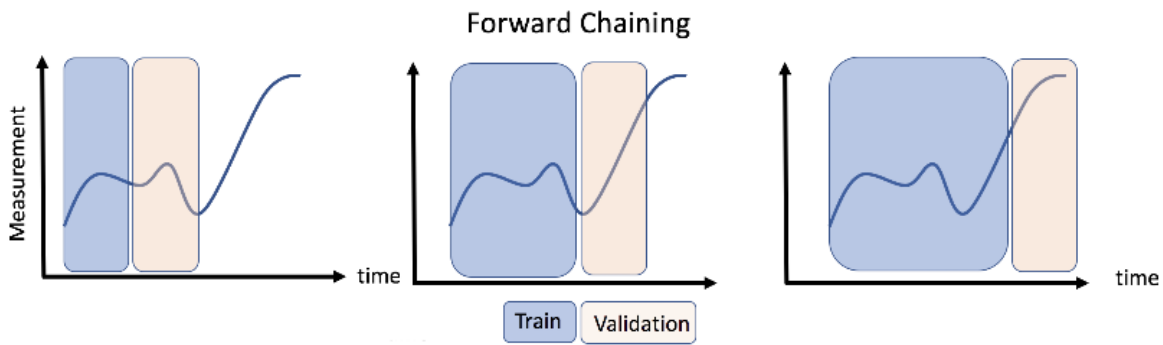 Forward Chaining
Measurement
time
time
Train
Validation